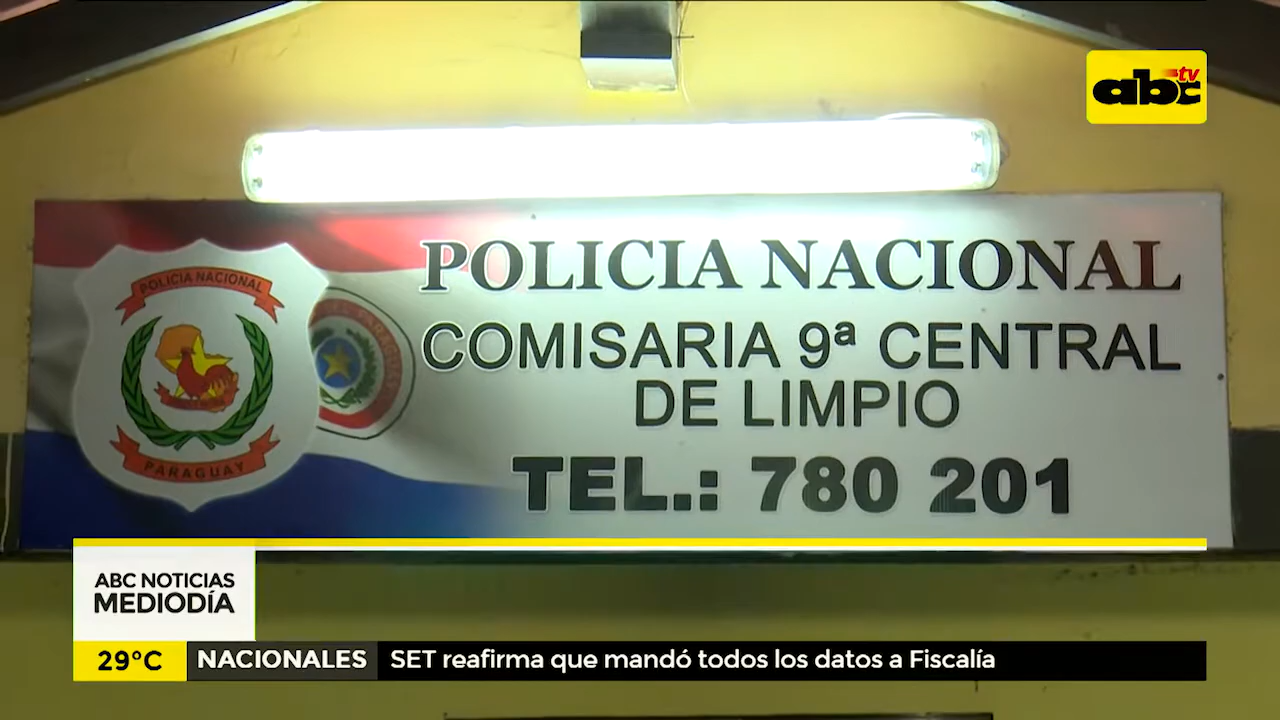 abc tv
POLICIA NACIONAL
POLICIA NACIONAL
COMISARIA 9ª CENTRAL
DE LIMPIO
TEL.: 780 201
PARAGUAY
ABC NOTICIAS
MEDIODÍA
29°C NACIONALES SET reafirma que mandó todos los datos a Fiscalía